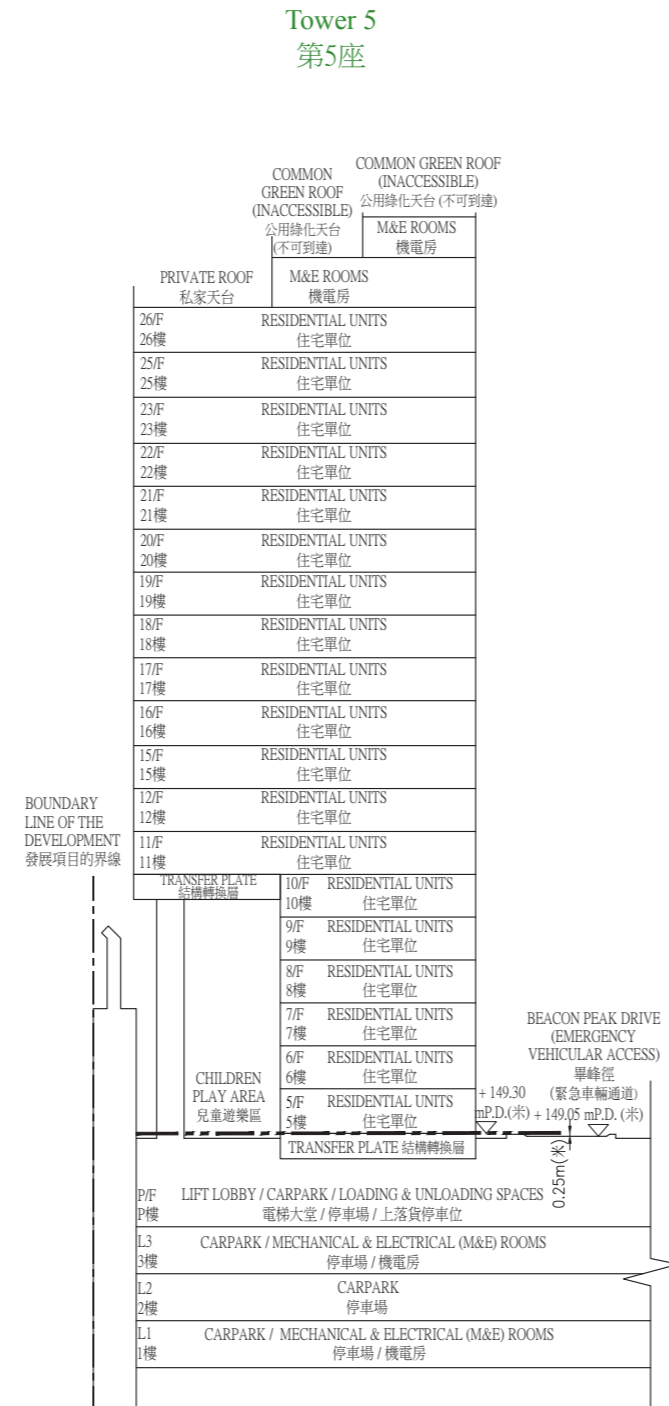 Tower 5
第5座
COMMON GREEN ROOF
(INACCESSIBLE)
公用綠化天台 (不可到達)
COMMON
GREEN ROOF
(INACCESSIBLE)
公用綠化天台
(不可到達)
M&E ROOMS
機電房
PRIVATE ROOF
私家天台
M&E ROOMS
機電房
26/F RESIDENTIAL UNITS
26樓 住宅單位
25/F RESIDENTIAL UNITS
25樓 住宅單位
23/F RESIDENTIAL UNITS
23樓 住宅單位
22/F RESIDENTIAL UNITS
22樓 住宅單位
21/F RESIDENTIAL UNITS
21樓 住宅單位
20/F RESIDENTIAL UNITS
20樓 住宅單位
19/F RESIDENTIAL UNITS
19樓 住宅單位
18/F RESIDENTIAL UNITS
18樓 住宅單位
17/F RESIDENTIAL UNITS
17樓 住宅單位
16/F RESIDENTIAL UNITS
16樓 住宅單位
15/F RESIDENTIAL UNITS
15樓 住宅單位
12/F RESIDENTIAL UNITS
12樓 住宅單位
11/F RESIDENTIAL UNITS
11樓 住宅單位
BOUNDARY
LINE OF THE
DEVELOPMENT
發展項目的界線
TRANSFER PLATE
結構轉換層
10/F RESIDENTIAL UNITS
10樓 住宅單位
9/F RESIDENTIAL UNITS
9樓 住宅單位
8/F RESIDENTIAL UNITS
8樓 住宅單位
7/F RESIDENTIAL UNITS
7樓 住宅單位
6/F RESIDENTIAL UNITS
6樓 住宅單位
5/F RESIDENTIAL UNITS
5樓 住宅單位
CHILDREN
PLAY AREA
兒童遊樂區
BEACON PEAK DRIVE
(EMERGENCY
VEHICULAR ACCESS)
畢峰徑
(緊急車輛通道)
+ 149.30
mP.D.(米)
+ 149.05 mP.D. (米)
0.25m(米)
TRANSFER PLATE 結構轉換層
P/F LIFT LOBBY / CARPARK / LOADING & UNLOADING SPACES
P樓 電梯大堂 / 停車場 / 上落貨停車位
L3 CARPARK / MECHANICAL & ELECTRICAL (M&E) ROOMS
3樓 停車場 / 機電房
L2 CARPARK
2樓 停車場
L1 CARPARK / MECHANICAL & ELECTRICAL (M&E) ROOMS
1樓 停車場 / 機電房